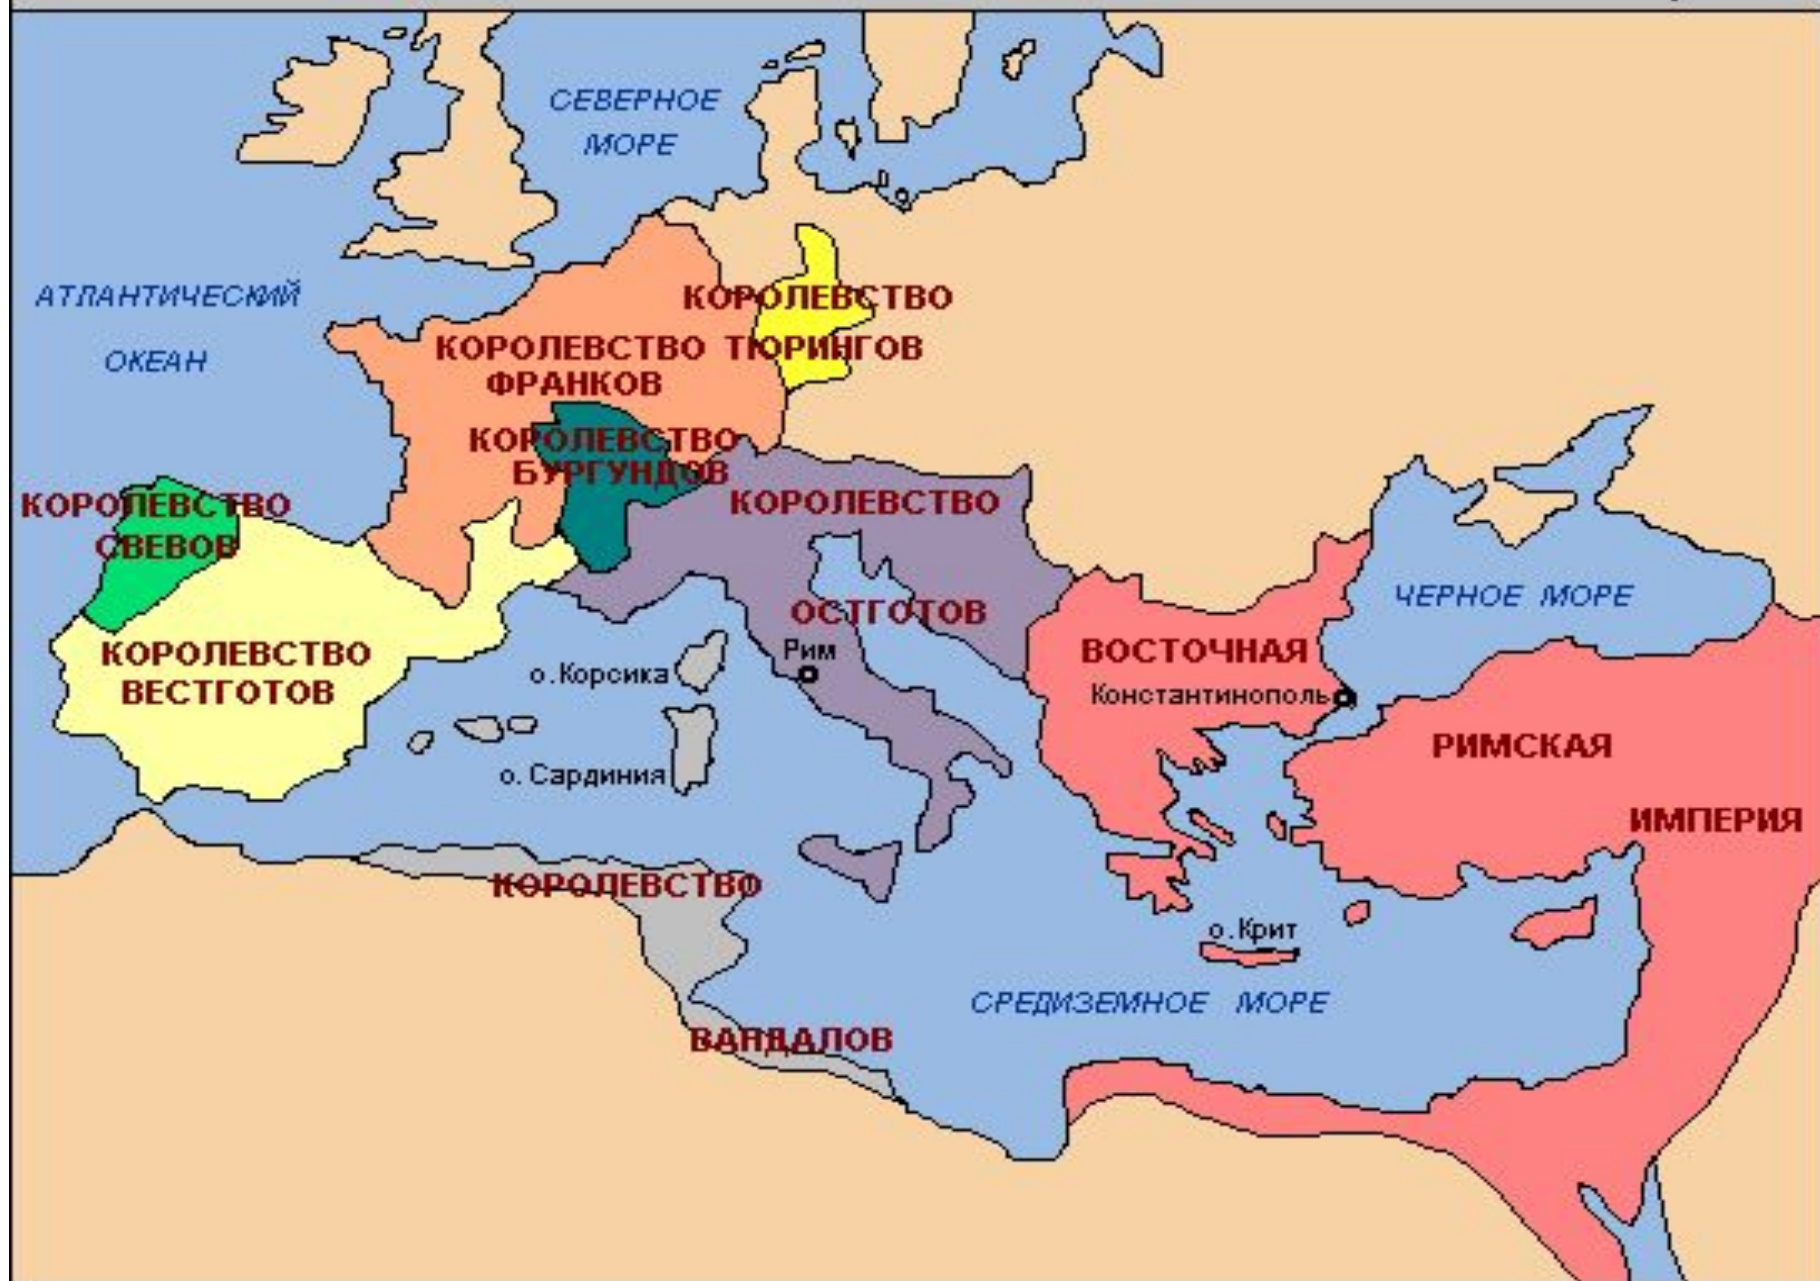 СЕВЕРНОЕ
МОРЕ
АТЛАНТИЧЕСКИЙ
ОКЕАН
КОРОЛЕВСТВО
ТЮРИНГОВ
КОРОЛЕВСТВО
ФРАНКОВ
КОРОЛЕВСТВО
БУРГУНДОВ
КОРОЛЕВСТВО
СВЕВОВ
КОРОЛЕВСТВО
ОСТГОТОВ
ЧЕРНОЕ МОРЕ
КОРОЛЕВСТВО
ВЕСТГОТОВ
о.Корсика
Рим
ВОСТОЧНАЯ
Константинополь
РИМСКАЯ
ИМПЕРИЯ
о.Сардиния
КОРОЛЕВСТВО
ВАНДАЛОВ
о.Крит
СРЕДИЗЕМНОЕ МОРЕ